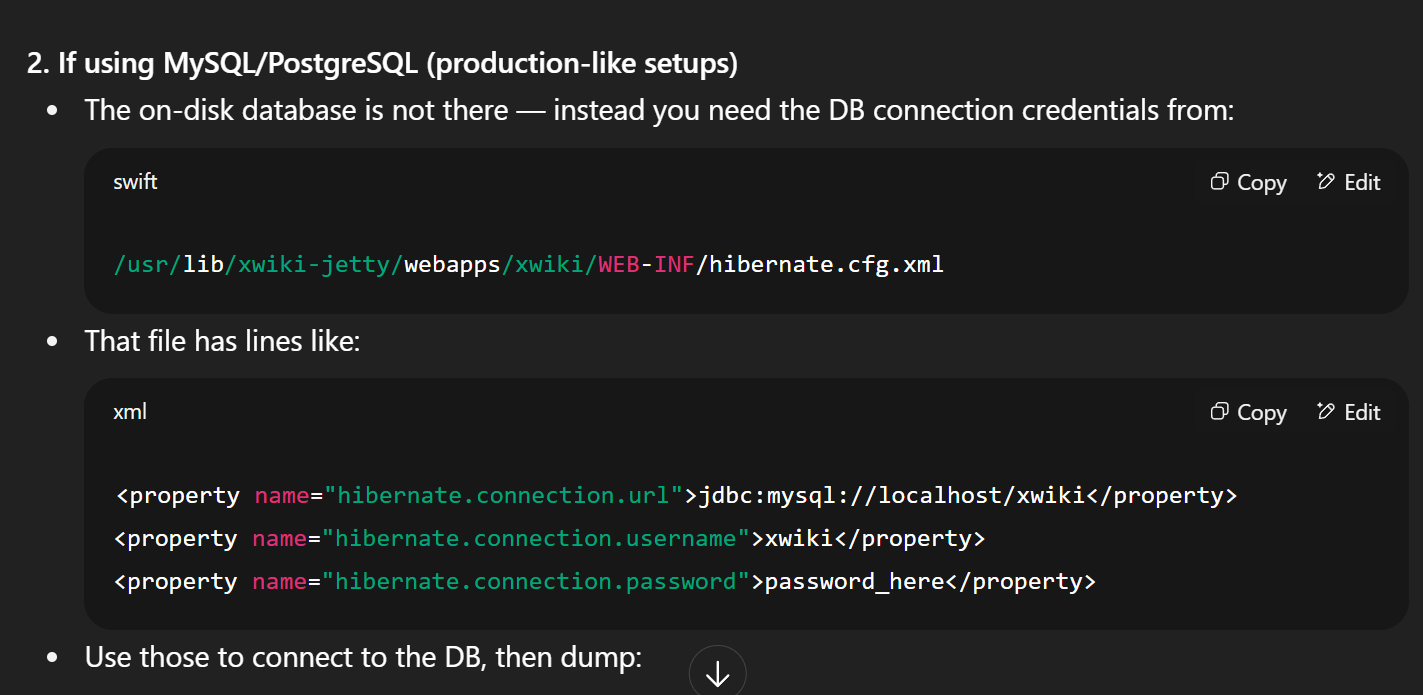 2. If using MySQL/PostgreSQL (production-like setups)
• The on-disk database is not there — instead you need the DB connection credentials from:
swift
Copy
Edit
/usr/lib/xwiki-jetty/webapps/xwiki/WEB-INF/hibernate.cfg.xml
• That file has lines like:
xml
Copy
Edit
<property name="hibernate.connection.url">jdbc:mysql://localhost/xwiki</property>
<property name="hibernate.connection.username">xwiki</property>
<property name="hibernate.connection.password">password_here</property>
• Use those to connect to the DB, then dump: